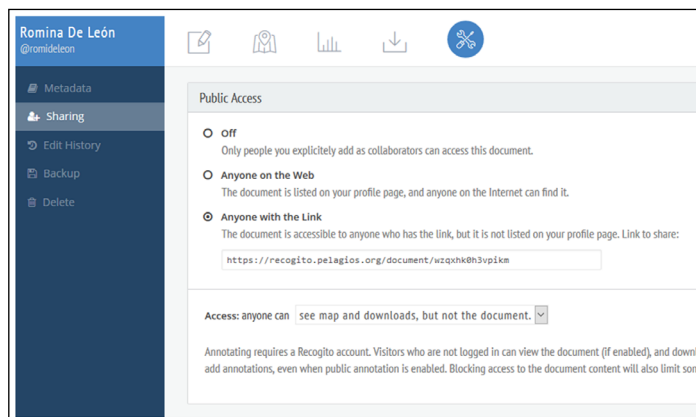 Romina De León
@romideleon
Metadata
Sharing
Edit History
Backup
Delete
Public Access
Off
Only people you explicitely add as collaborators can access this document.
Anyone on the Web
The document is listed on your profile page, and anyone on the Internet can find it.
Anyone with the Link
The document is accessible to anyone who has the link, but it is not listed on your profile page. Link to share:
https://recogito.pelagios.org/document/wzqxhk0h3vpikm
Access: anyone can see map and downloads, but not the document.
Annotating requires a Recogito account. Visitors who are not logged in can view the document (if enabled), and downl
add annotations, even when public annotation is enabled. Blocking access to the document content will also limit son